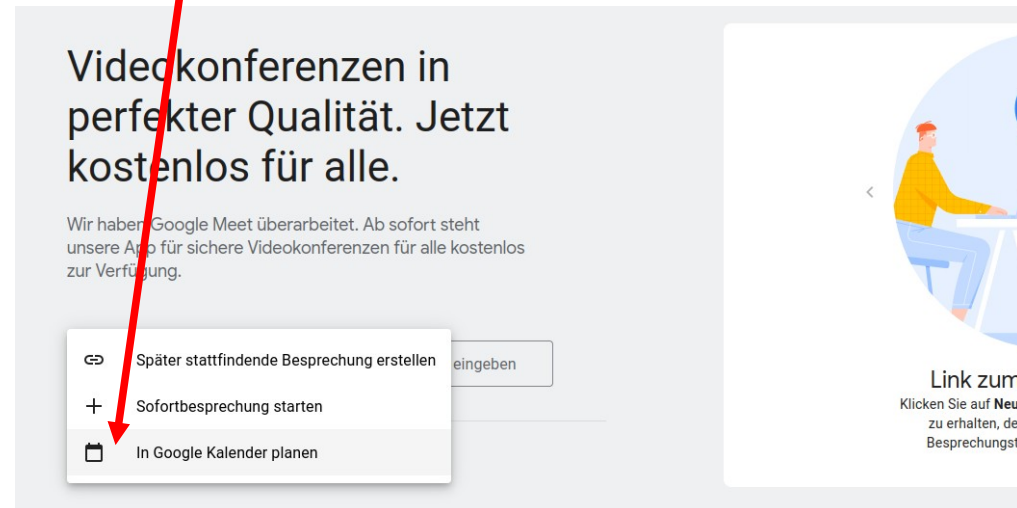 Videokonferenzen in
perfekter Qualität. Jetzt
kostenlos für alle.
Wir haben Google Meet überarbeitet. Ab sofort steht
unsere App für sichere Videokonferenzen für alle kostenlos
zur Verfügung.
Später stattfindende Besprechung erstellen
eingeben
Sofortbesprechung starten
In Google Kalender planen
Link zum
Klicken Sie auf Neu
zu erhalten, de
Besprechungst